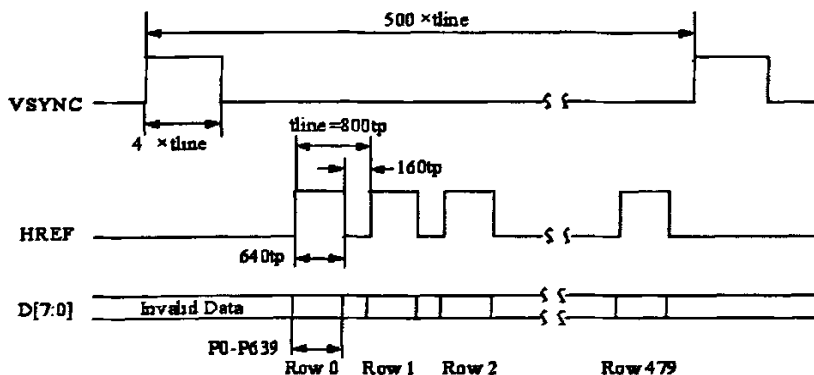 500 ×tline
VSYNC
4 ×tline
tline=800tp
160tp
HREF
640tp
D[7:0]
Invalid Data
P0-P639
Row 0 Row 1 Row 2 Row 479